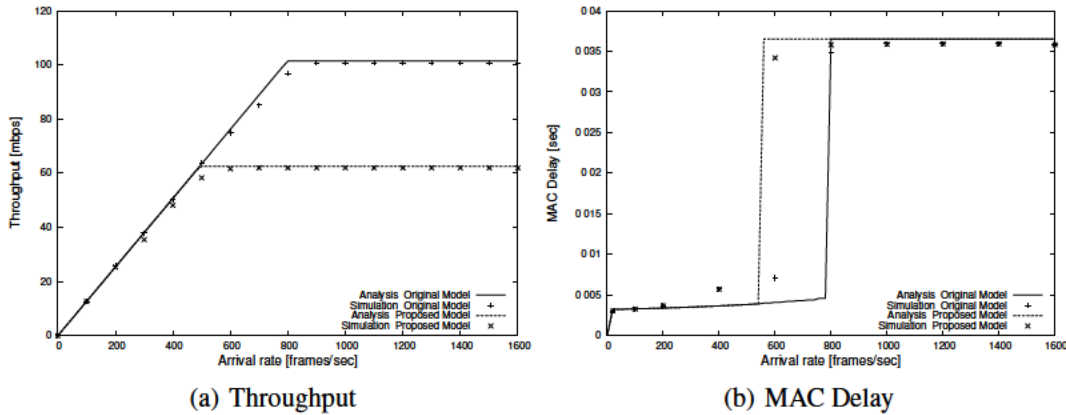 120
100
80
60
40
20
0
Throughput [mbps]
0 200 400 600 800 1000 1200 1400 1600
Arrival rate [frames/sec]
Analysis Original Model
Simulation Original Model
Analysis Proposed Model
Simulation Proposed Model
(a) Throughput
0 04
0 035
0 03
0 025
0 02
0 015
0 01
0 005
0
MAC Delay [sec]
0 200 400 600 800 1000 1200 1400 1600
Arrival rate [frames/sec]
Analysis Original Model
Simulation Original Model
Analysis Proposed Model
Simulation Proposed Model
(b) MAC Delay